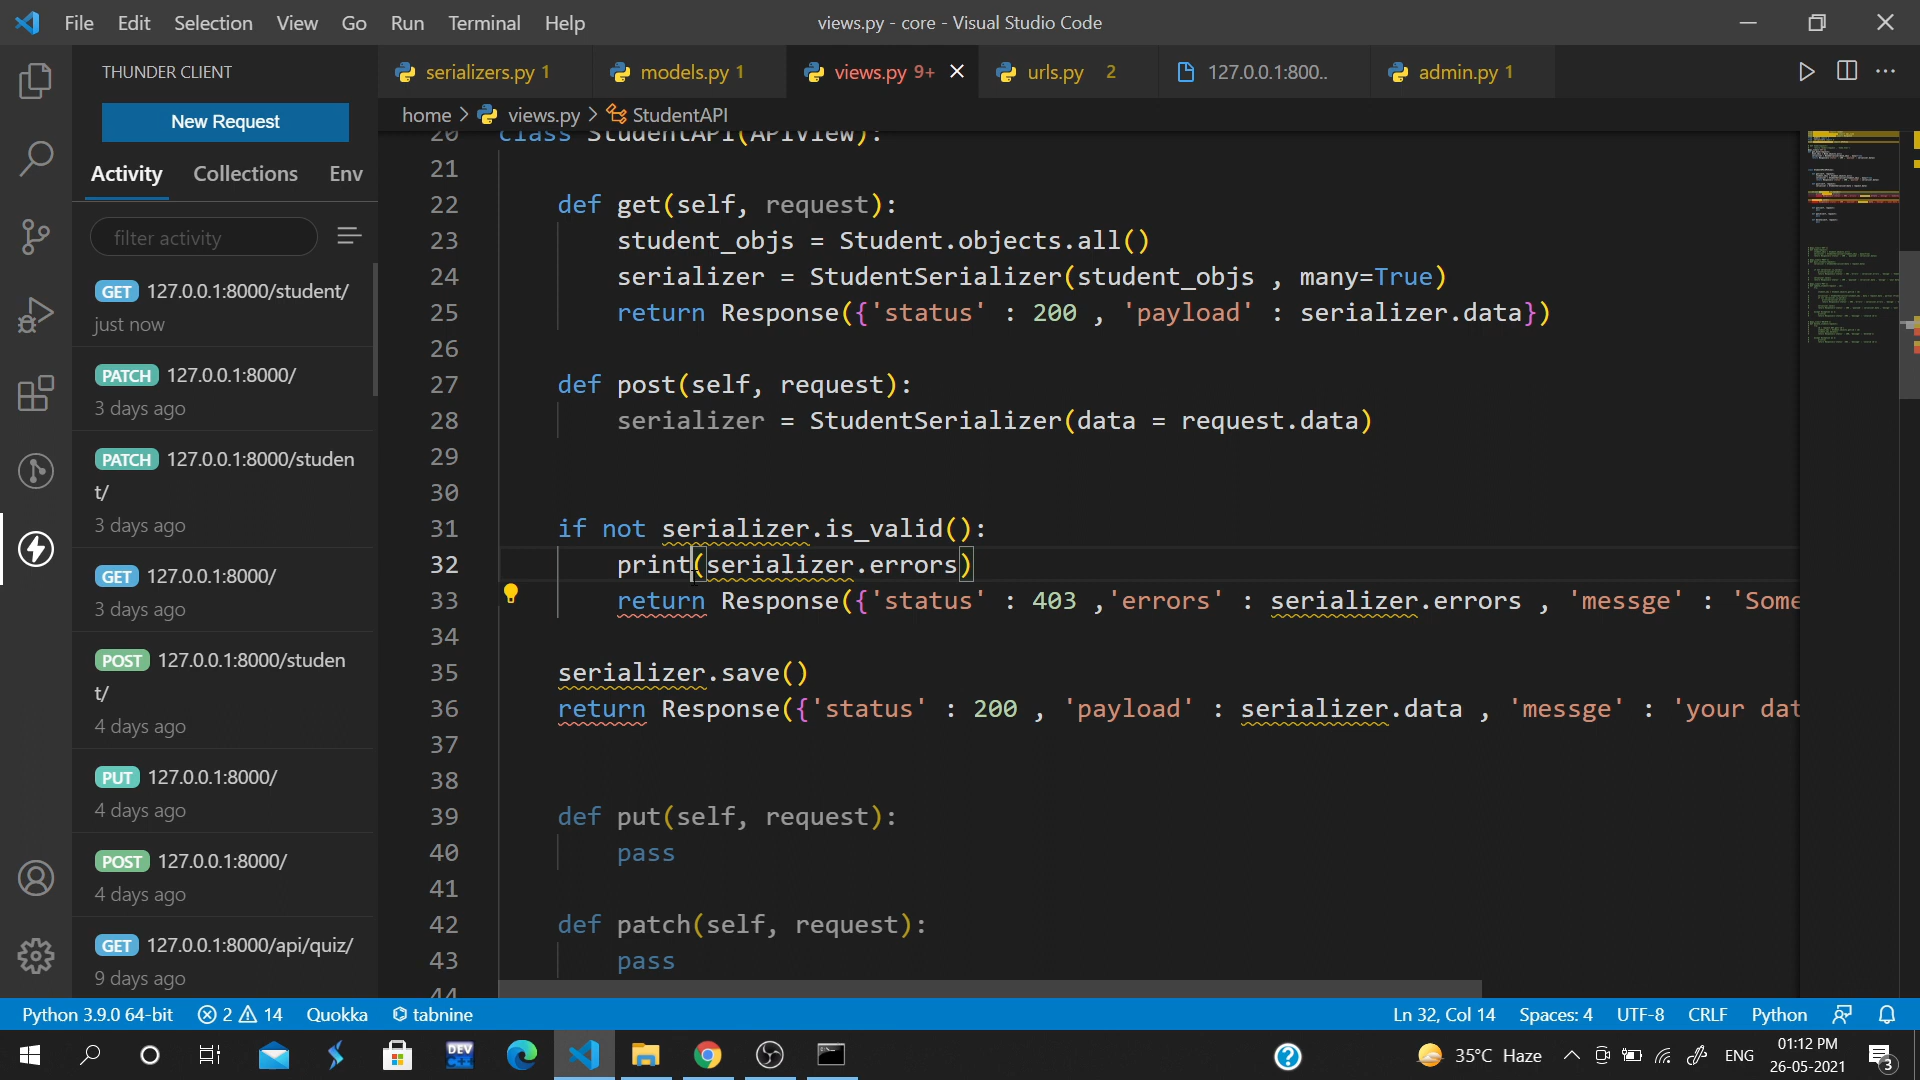 File Edit Selection View Go Run Terminal Help views.py - core - Visual Studio Code
THUNDER CLIENT
New Request
Activity Collections Env
filter activity
GET 127.0.0.1:8000/student/
just now
PATCH 127.0.0.1:8000/
3 days ago
PATCH 127.0.0.1:8000/studen
t/
3 days ago
GET 127.0.0.1:8000/
3 days ago
POST 127.0.0.1:8000/studen
t/
4 days ago
PUT 127.0.0.1:8000/
4 days ago
POST 127.0.0.1:8000/
4 days ago
GET 127.0.0.1:8000/api/quiz/
9 days ago
serializers.py 1 models.py 1 views.py 9+ urls.py 2 127.0.0.1:800.. admin.py 1
home > views.py > StudentAPI
20 class StudentAPI(APIView):
21
22 def get(self, request):
23 student_objs = Student.objects.all()
24 serializer = StudentSerializer(student_objs , many=True)
25 return Response({'status' : 200 , 'payload' : serializer.data})
26
27 def post(self, request):
28 serializer = StudentSerializer(data = request.data)
29
30
31 if not serializer.is_valid():
32 print(serializer.errors)
33 return Response({'status' : 403 ,'errors' : serializer.errors , 'messge' : 'Some
34
35 serializer.save()
36 return Response({'status' : 200 , 'payload' : serializer.data , 'messge' : 'your dat
37
38
39 def put(self, request):
40 pass
41
42 def patch(self, request):
43 pass
44
Python 3.9.0 64-bit 2 14 Quokka tabnine Ln 32, Col 14 Spaces: 4 UTF-8 CRLF Python
DEV C++ 35°C Haze ENG 01:12 PM
26-05-2021 3